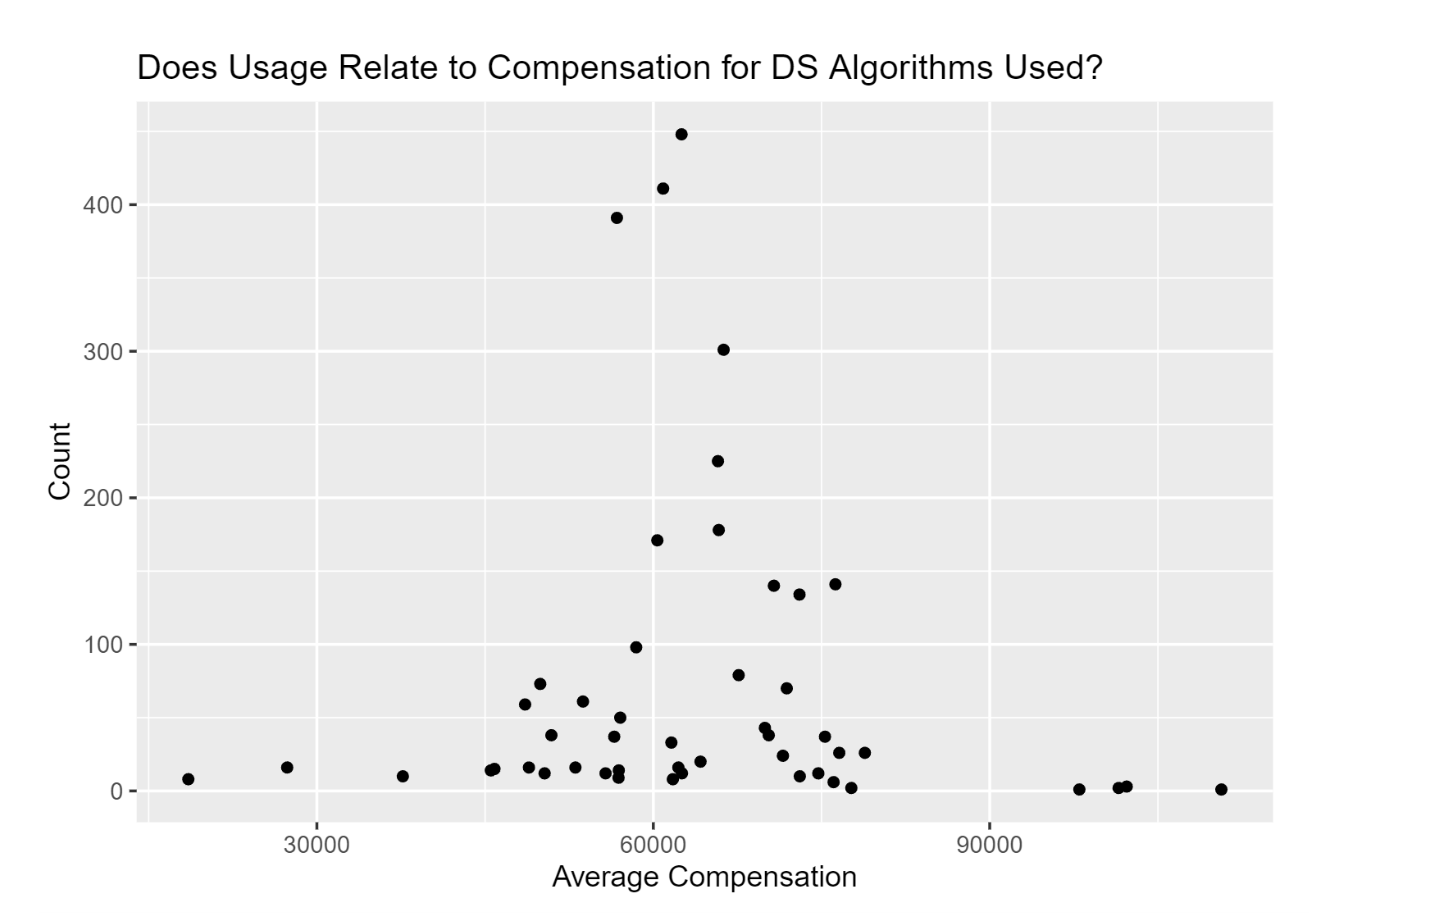 Does Usage Relate to Compensation for DS Algorithms Used?
400
300
200
100
0
Count
30000 60000 90000
Average Compensation